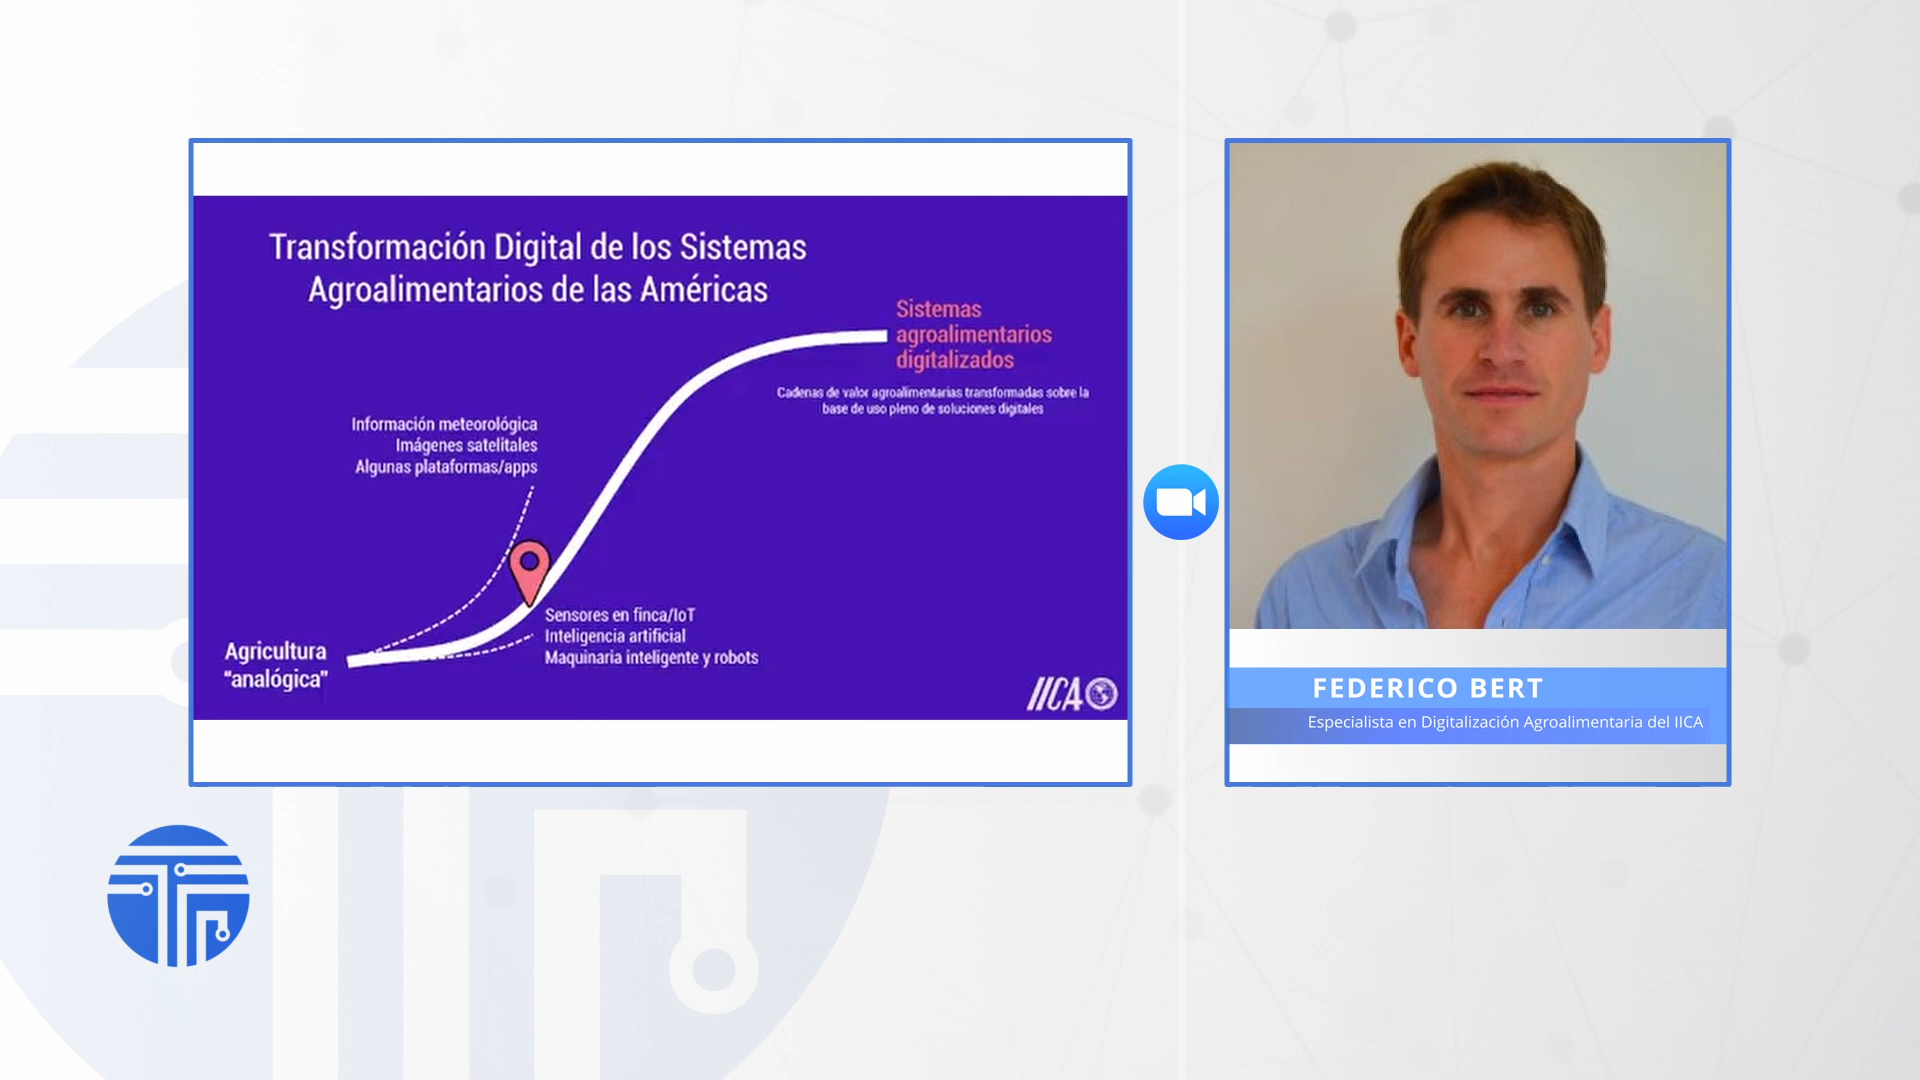 Transformación Digital de los Sistemas
Agroalimentarios de las Américas
Sistemas
agroalimentarios
digitalizados
Cadenas de valor agroalimentarias transformadas sobre la
base de uso pleno de soluciones digitales
Información meteorológica
Imágenes satelitales
Algunas plataformas/apps
Sensores en finca/IoT
Inteligencia artificial
Maquinaria inteligente y robots
Agricultura
“analógica”
IICA
FEDERICO BERT
Especialista en Digitalización Agroalimentaria del IICA